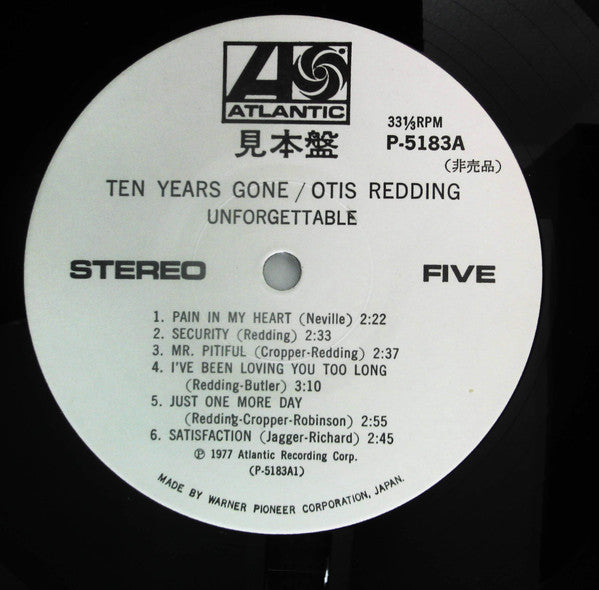 ATLANTIC
見本盤
33⅓RPM
P-5183A
(非売品)
TEN YEARS GONE / OTIS REDDING
UNFORGETTABLE
STEREO
FIVE
1. PAIN IN MY HEART (Neville) 2:22
2. SECURITY (Redding) 2:33
3. MR. PITIFUL (Cropper-Redding) 2:37
4. I'VE BEEN LOVING YOU TOO LONG
(Redding-Butler) 3:10
5. JUST ONE MORE DAY
(Redding-Cropper-Robinson) 2:55
6. SATISFACTION (Jagger-Richard) 2:45
℗ 1977 Atlantic Recording Corp.
(P-5183A1)
MADE BY WARNER PIONEER CORPORATION, JAPAN.